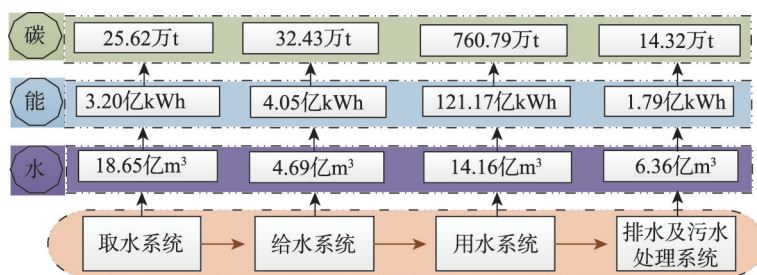 碳
25.62万t
32.43万t
760.79万t
14.32万t
能
3.20亿kWh
4.05亿kWh
121.17亿kWh
1.79亿kWh
水
18.65亿m³
4.69亿m³
14.16亿m³
6.36亿m³
取水系统
给水系统
用水系统
排水及污水
处理系统